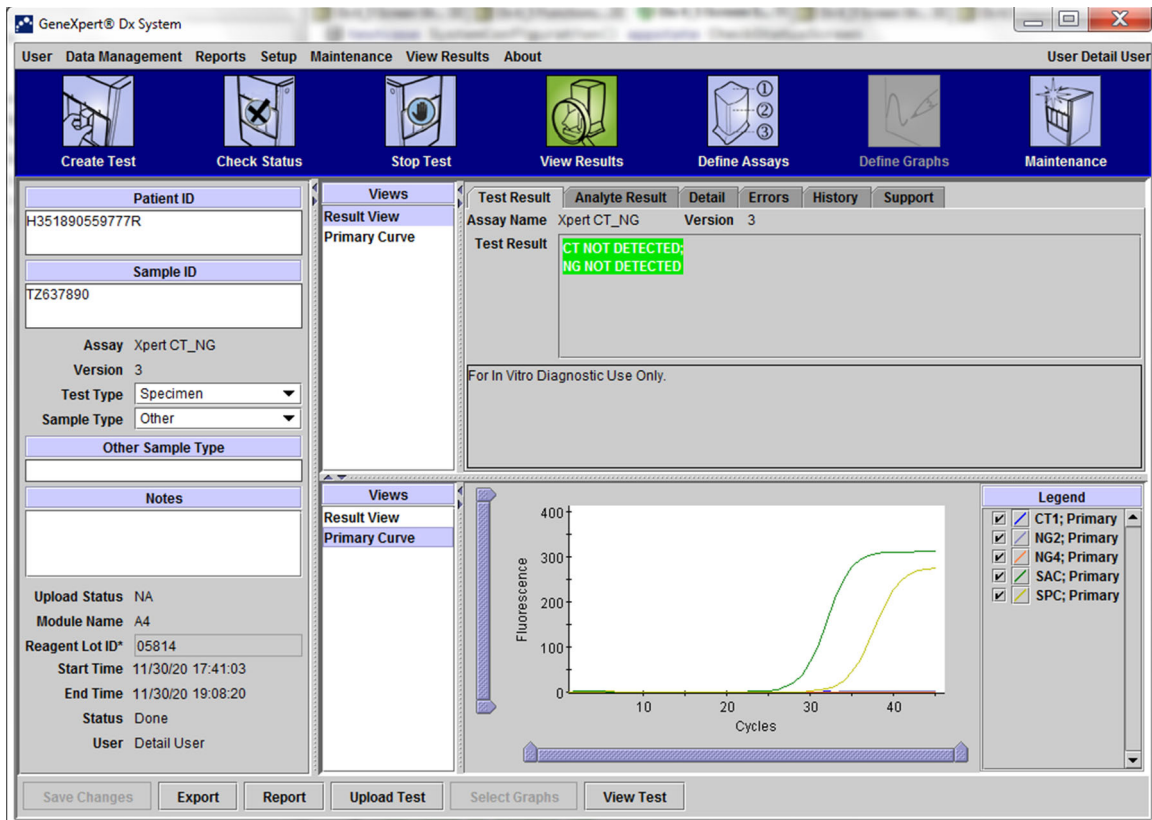 GeneXpert® Dx System
User Data Management Reports Setup Maintenance View Results About
User Detail User
Create Test
Check Status
Stop Test
View Results
① ② ③
Define Assays
Define Graphs
Maintenance
Patient ID
H351890559777R
Sample ID
TZ637890
Assay Xpert CT_NG
Version 3
Test Type Specimen
Sample Type Other
Other Sample Type
Notes
Upload Status NA
Module Name A4
Reagent Lot ID* 05814
Start Time 11/30/20 17:41:03
End Time 11/30/20 19:08:20
Status Done
User Detail User
Views
Result View
Primary Curve
Test Result Analyte Result Detail Errors History Support
Assay Name Xpert CT_NG Version 3
Test Result CT NOT DETECTED;
NG NOT DETECTED
For In Vitro Diagnostic Use Only.
Views
Result View
Primary Curve
Fluorescence
400
300
200
100
0
10 20 30 40
Cycles
Legend
CT1; Primary
NG2; Primary
NG4; Primary
SAC; Primary
SPC; Primary
Save Changes Export Report Upload Test Select Graphs View Test